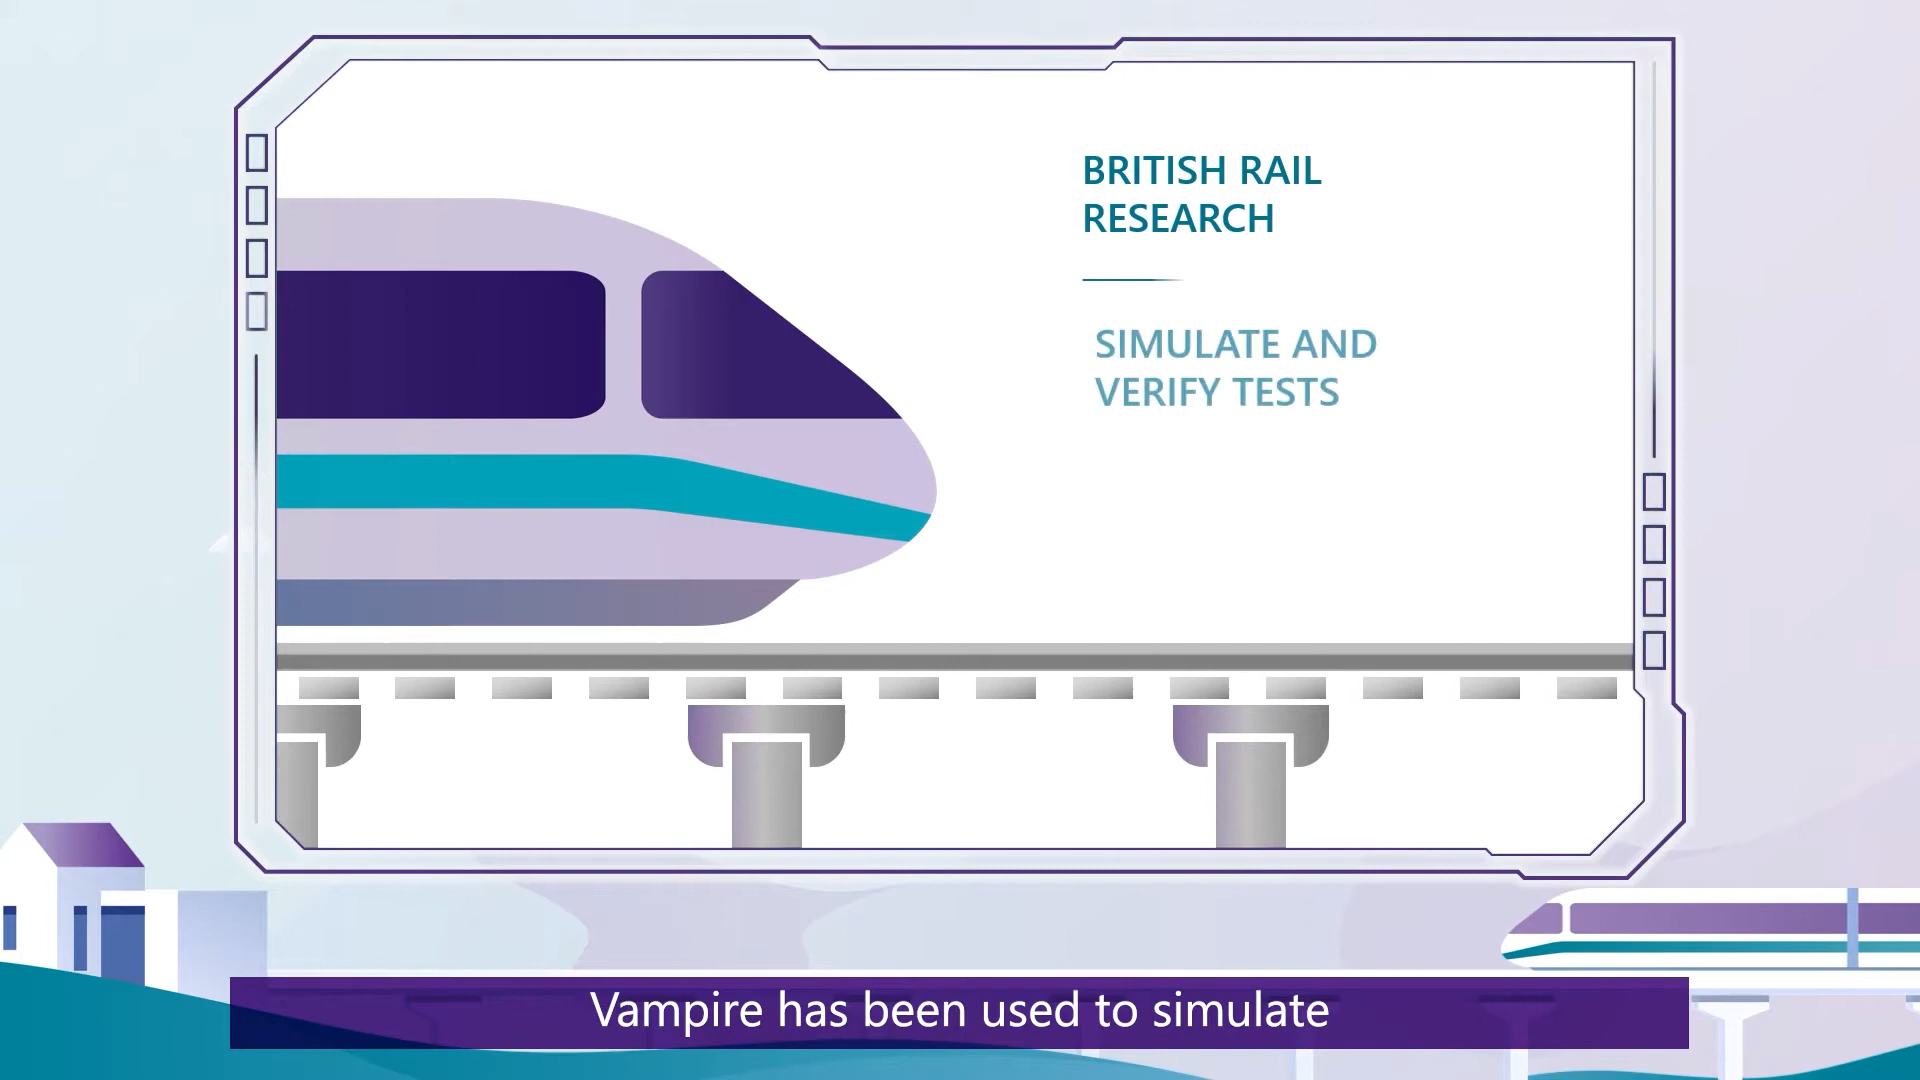 BRITISH RAIL
RESEARCH
SIMULATE AND
VERIFY TESTS
Vampire has been used to simulate